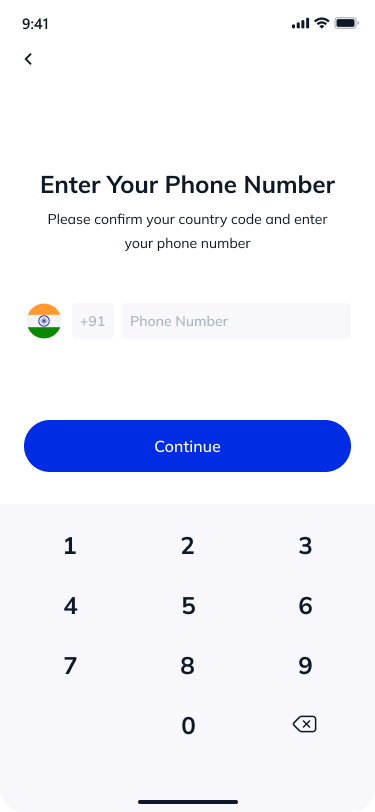 9:41
Enter Your Phone Number
Please confirm your country code and enter
your phone number
+91 Phone Number
Continue
1 2 3
4 5 6
7 8 9
0